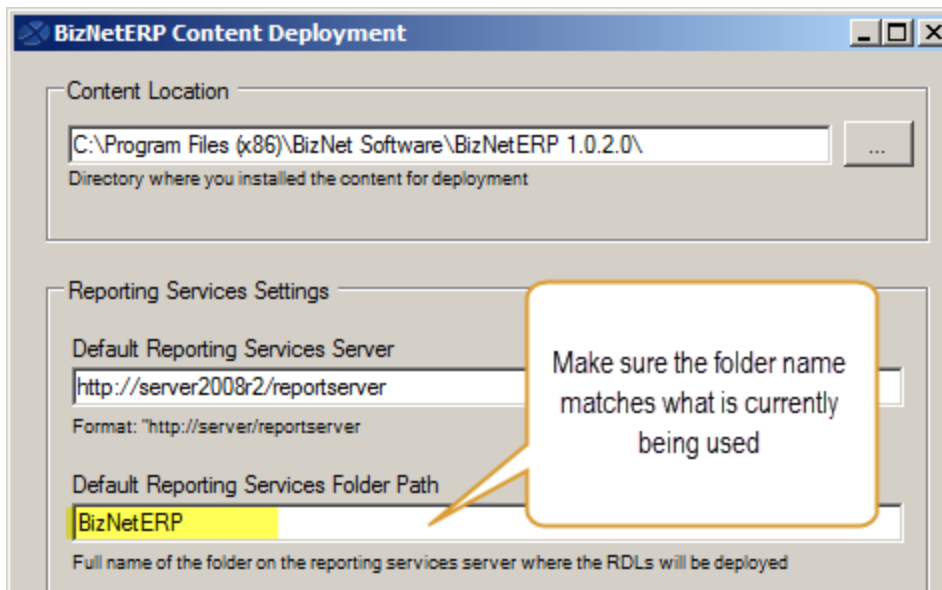 BizNetERP Content Deployment
Content Location
C:\Program Files (x86)\BizNet Software\BizNetERP 1.0.2.0\
...
Directory where you installed the content for deployment
Reporting Services Settings
Default Reporting Services Server
http://server2008r2/reportserver
Format: "http://server/reportserver
Make sure the folder name
matches what is currently
being used
Default Reporting Services Folder Path
BizNetERP
Full name of the folder on the reporting services server where the RDLs will be deployed